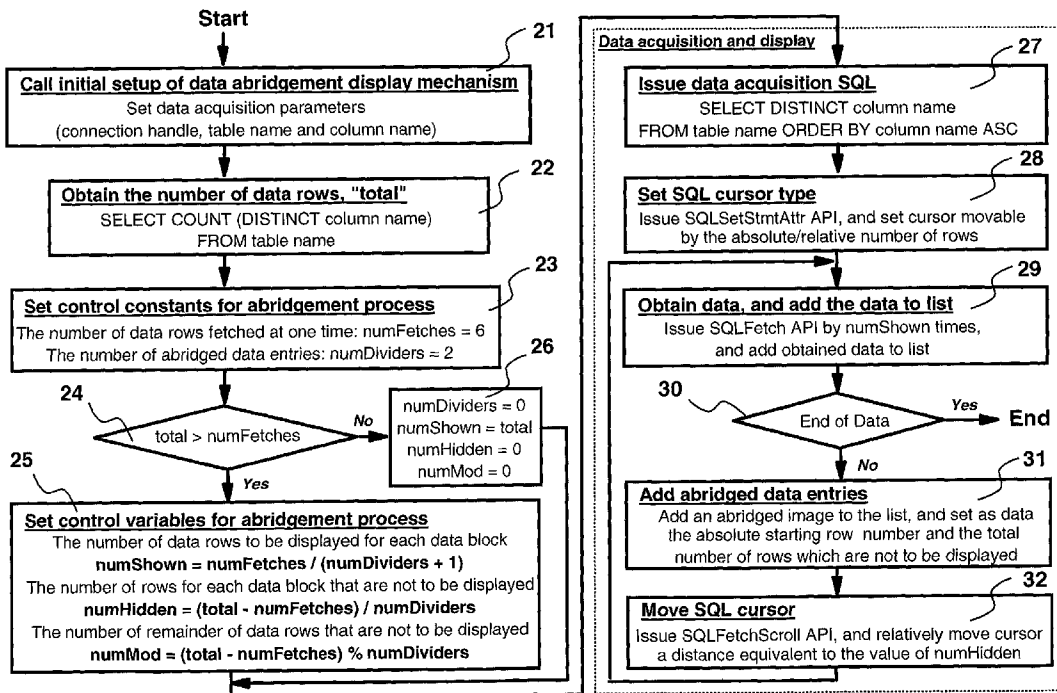 Start
21
Call initial setup of data abridgement display mechanism
Set data acquisition parameters
(connection handle, table name and column name)
22
Obtain the number of data rows, "total"
SELECT COUNT (DISTINCT column name)
FROM table name
23
Set control constants for abridgement process
The number of data rows fetched at one time: numFetches = 6
The number of abridged data entries: numDividers = 2
24
total > numFetches
No
Yes
26
numDividers = 0
numShown = total
numHidden = 0
numMod = 0
25
Set control variables for abridgement process
The number of data rows to be displayed for each data block
numShown = numFetches / (numDividers + 1)
The number of rows for each data block that are not to be displayed
numHidden = (total - numFetches) / numDividers
The number of remainder of data rows that are not to be displayed
numMod = (total - numFetches) % numDividers
Data acquisition and display
27
Issue data acquisition SQL
SELECT DISTINCT column name
FROM table name ORDER BY column name ASC
28
Set SQL cursor type
Issue SQLSetStmtAttr API, and set cursor movable
by the absolute/relative number of rows
29
Obtain data, and add the data to list
Issue SQLFetch API by numShown times,
and add obtained data to list
30
End of Data
Yes
End
No
31
Add abridged data entries
Add an abridged image to the list, and set as data
the absolute starting row number and the total
number of rows which are not to be displayed
32
Move SQL cursor
Issue SQLFetchScroll API, and relatively move cursor
a distance equivalent to the value of numHidden